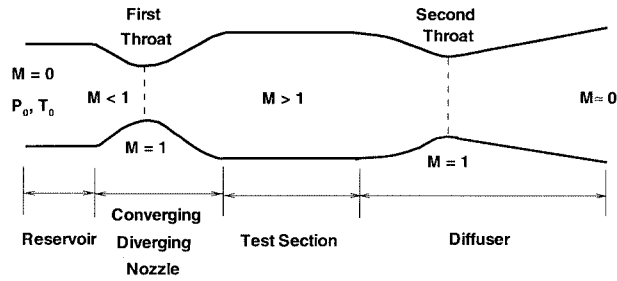 First
Throat
Second
Throat
M = 0
P₀, T₀
M < 1
M > 1
M ≈ 0
M = 1
M = 1
Reservoir
Converging
Diverging
Nozzle
Test Section
Diffuser